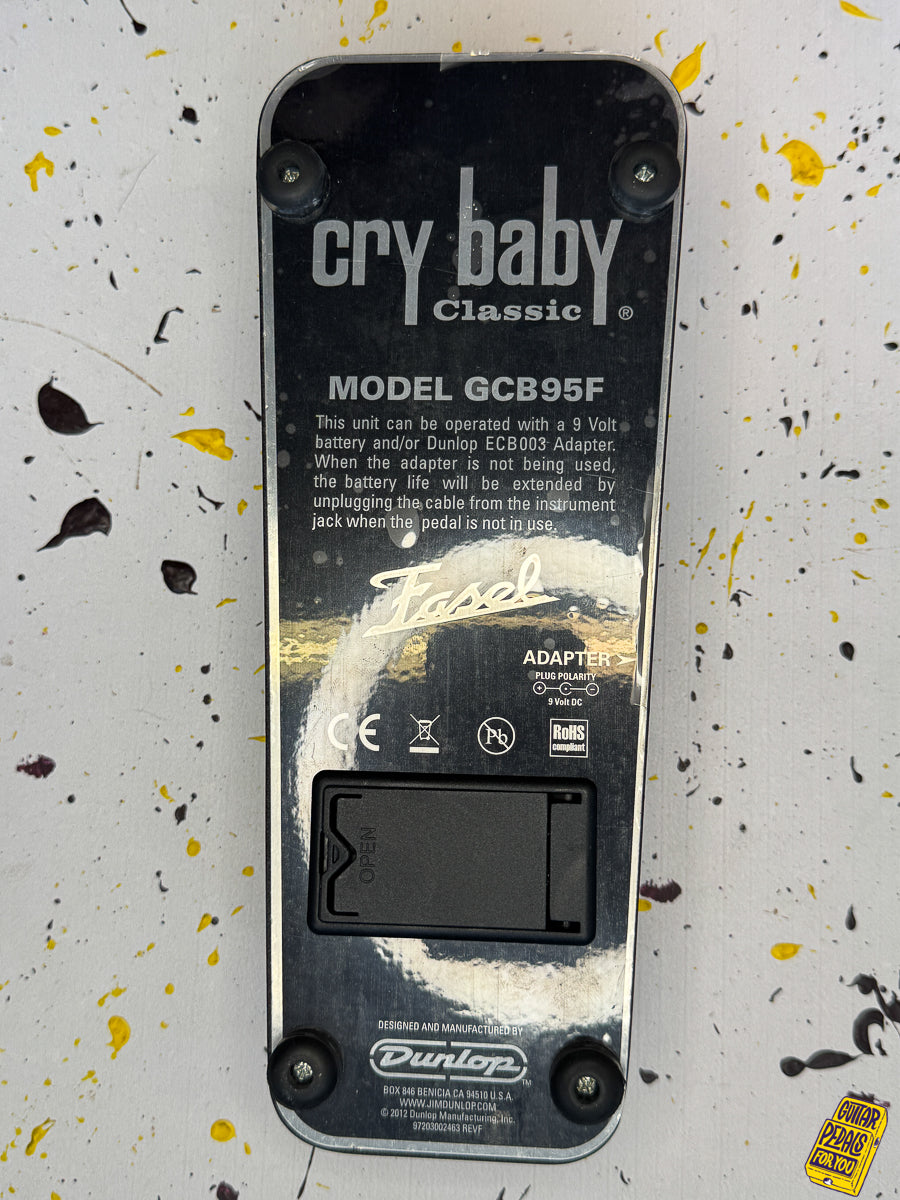 cry baby
Classic ®
MODEL GCB95F
This unit can be operated with a 9 Volt
battery and/or Dunlop ECB003 Adapter.
When the adapter is not being used,
the battery life will be extended by
unplugging the cable from the instrument
jack when the pedal is not in use.
Fasel
ADAPTER
PLUG POLARITY
9 Volt DC
CE
Pb
RoHS
compliant
OPEN
DESIGNED AND MANUFACTURED BY
Dunlop™
BOX 846 BENICIA CA 94510 U.S.A.
WWW.JIMDUNLOP.COM
© 2012 Dunlop Manufacturing, Inc.
97203002463 REVF
GUITAR
PEDALS
FOR YOU